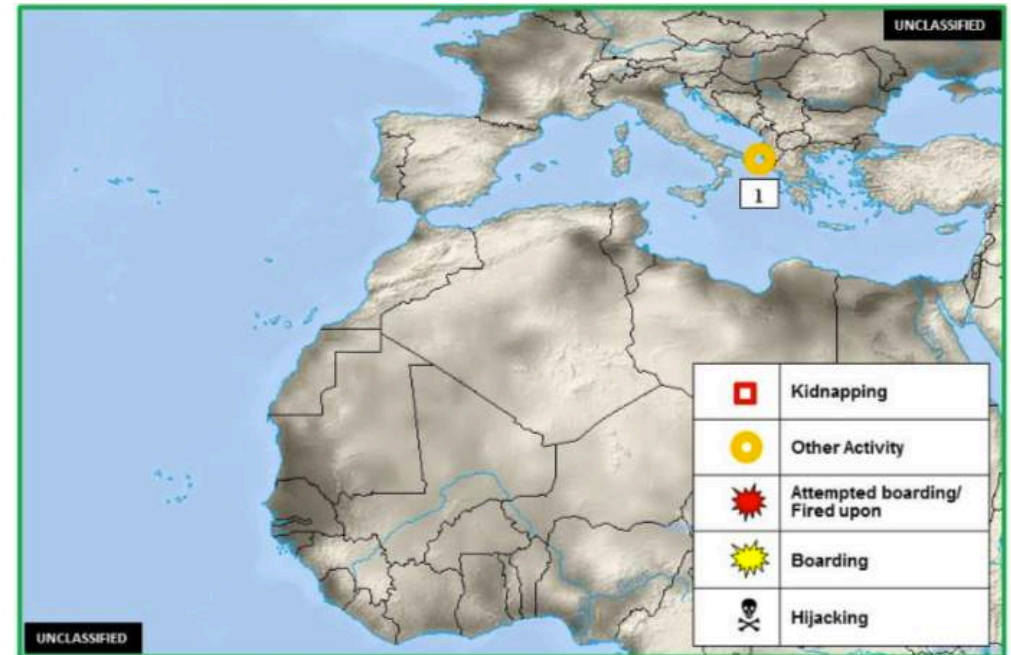 UNCLASSIFIED
1
Kidnapping
Other Activity
Attempted boarding/
Fired upon
Boarding
Hijacking
UNCLASSIFIED